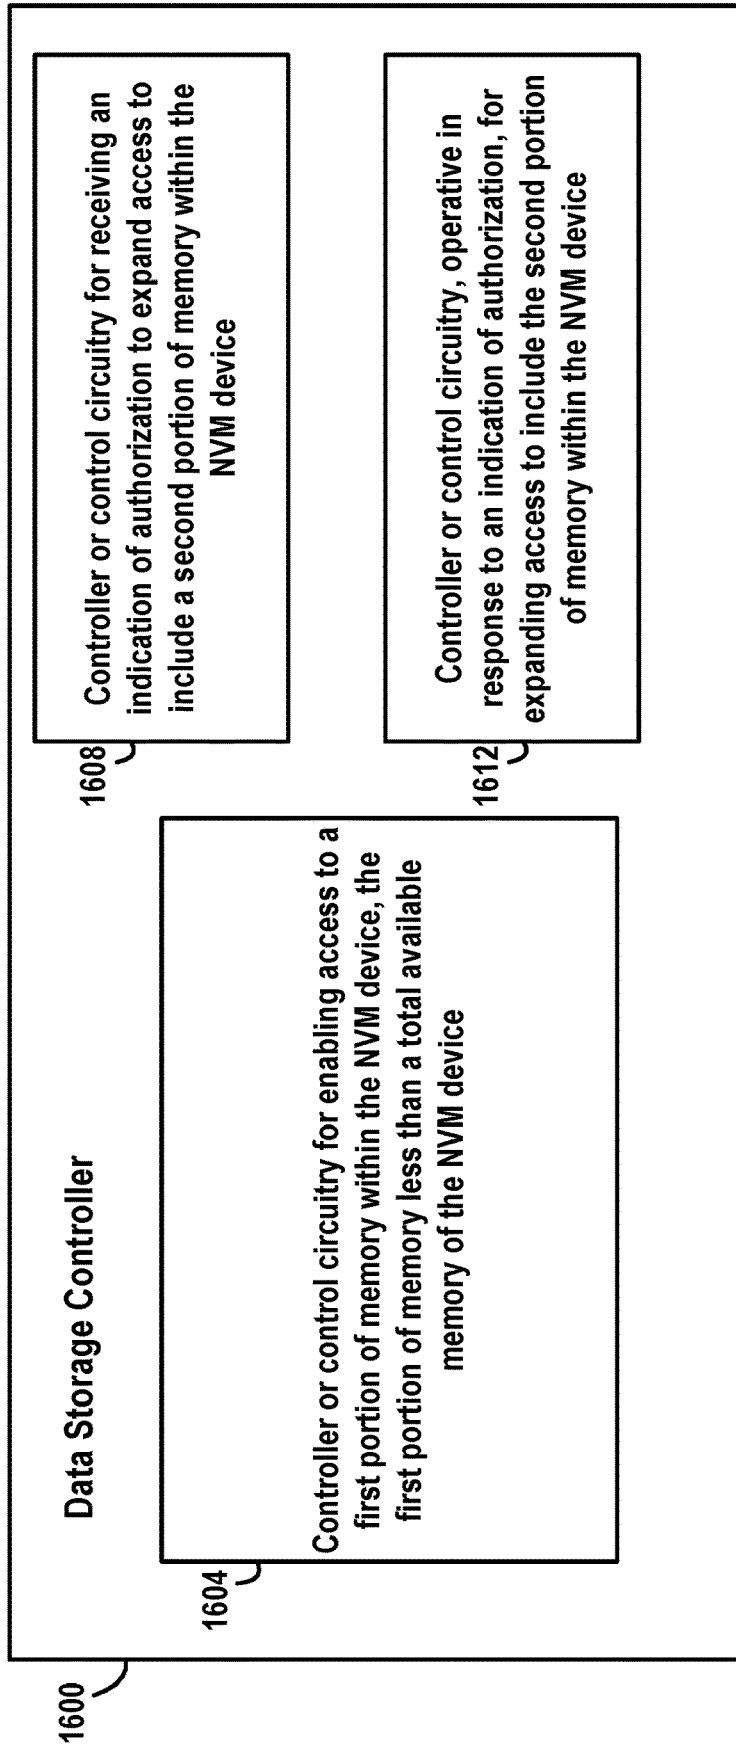 1600
Data Storage Controller
1604
Controller or control circuitry for enabling access to a
first portion of memory within the NVM device, the
first portion of memory less than a total available
memory of the NVM device
1608
Controller or control circuitry for receiving an
indication of authorization to expand access to
include a second portion of memory within the
NVM device
1612
Controller or control circuitry, operative in
response to an indication of authorization, for
expanding access to include the second portion
of memory within the NVM device